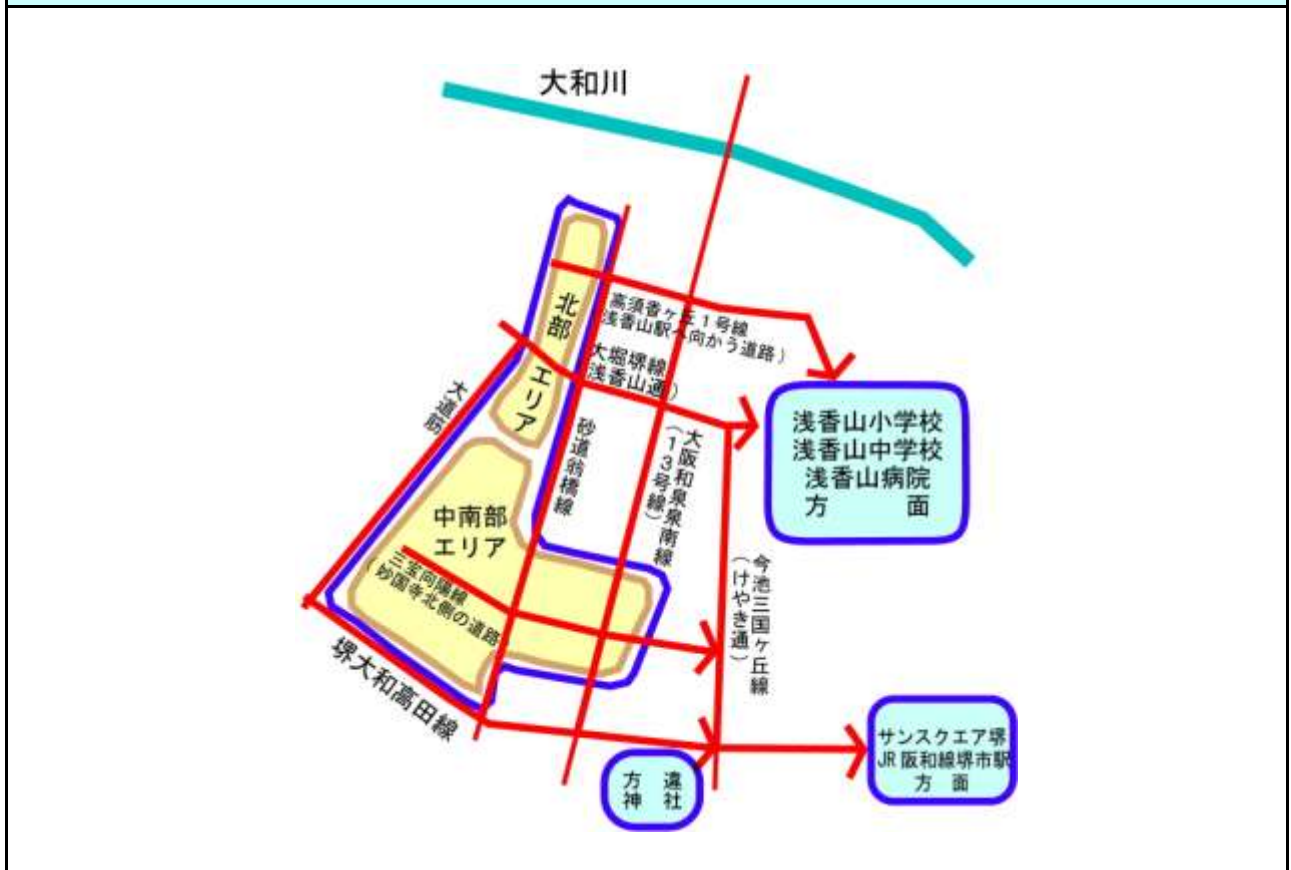 大和川
北部
エリア
高須香ヶ丘1号線
浅香山駅へ向かう道路）
大堀堺線
浅香山通）
大道筋
砂道翁橋線
大阪和泉泉南線
（13号線）
浅香山小学校
浅香山中学校
浅香山病院
方　面
中南部
エリア
三宝向陽線
（妙国寺北側の道路）
今池三国ヶ丘線
（けやき通）
堺大和高田線
サンスクエア堺
JR阪和線堺市駅
方　面
方　違
神　社